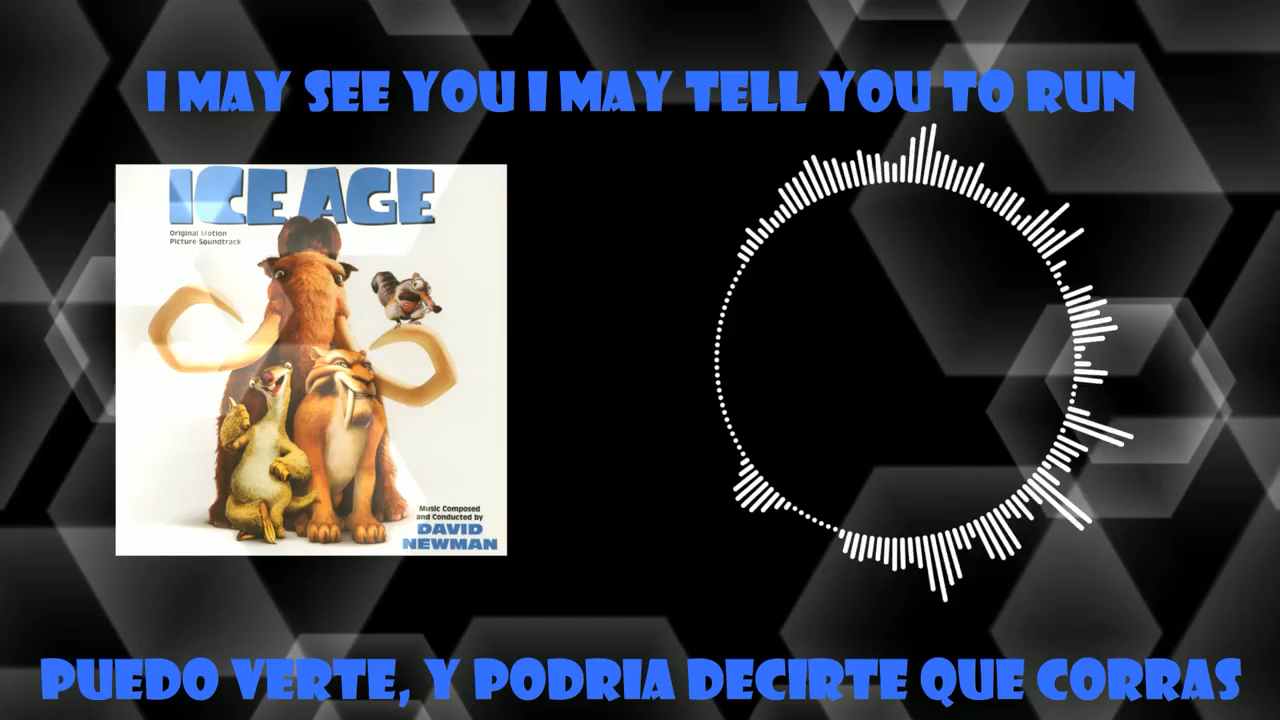 I MAY SEE YOU I MAY TELL YOU TO RUN
ICE AGE
Original Motion
Picture Soundtrack
Music Composed
and Conducted by
DAVID
NEWMAN
PUEDO VERTE, Y PODRIA DECIRTE QUE CORRAS